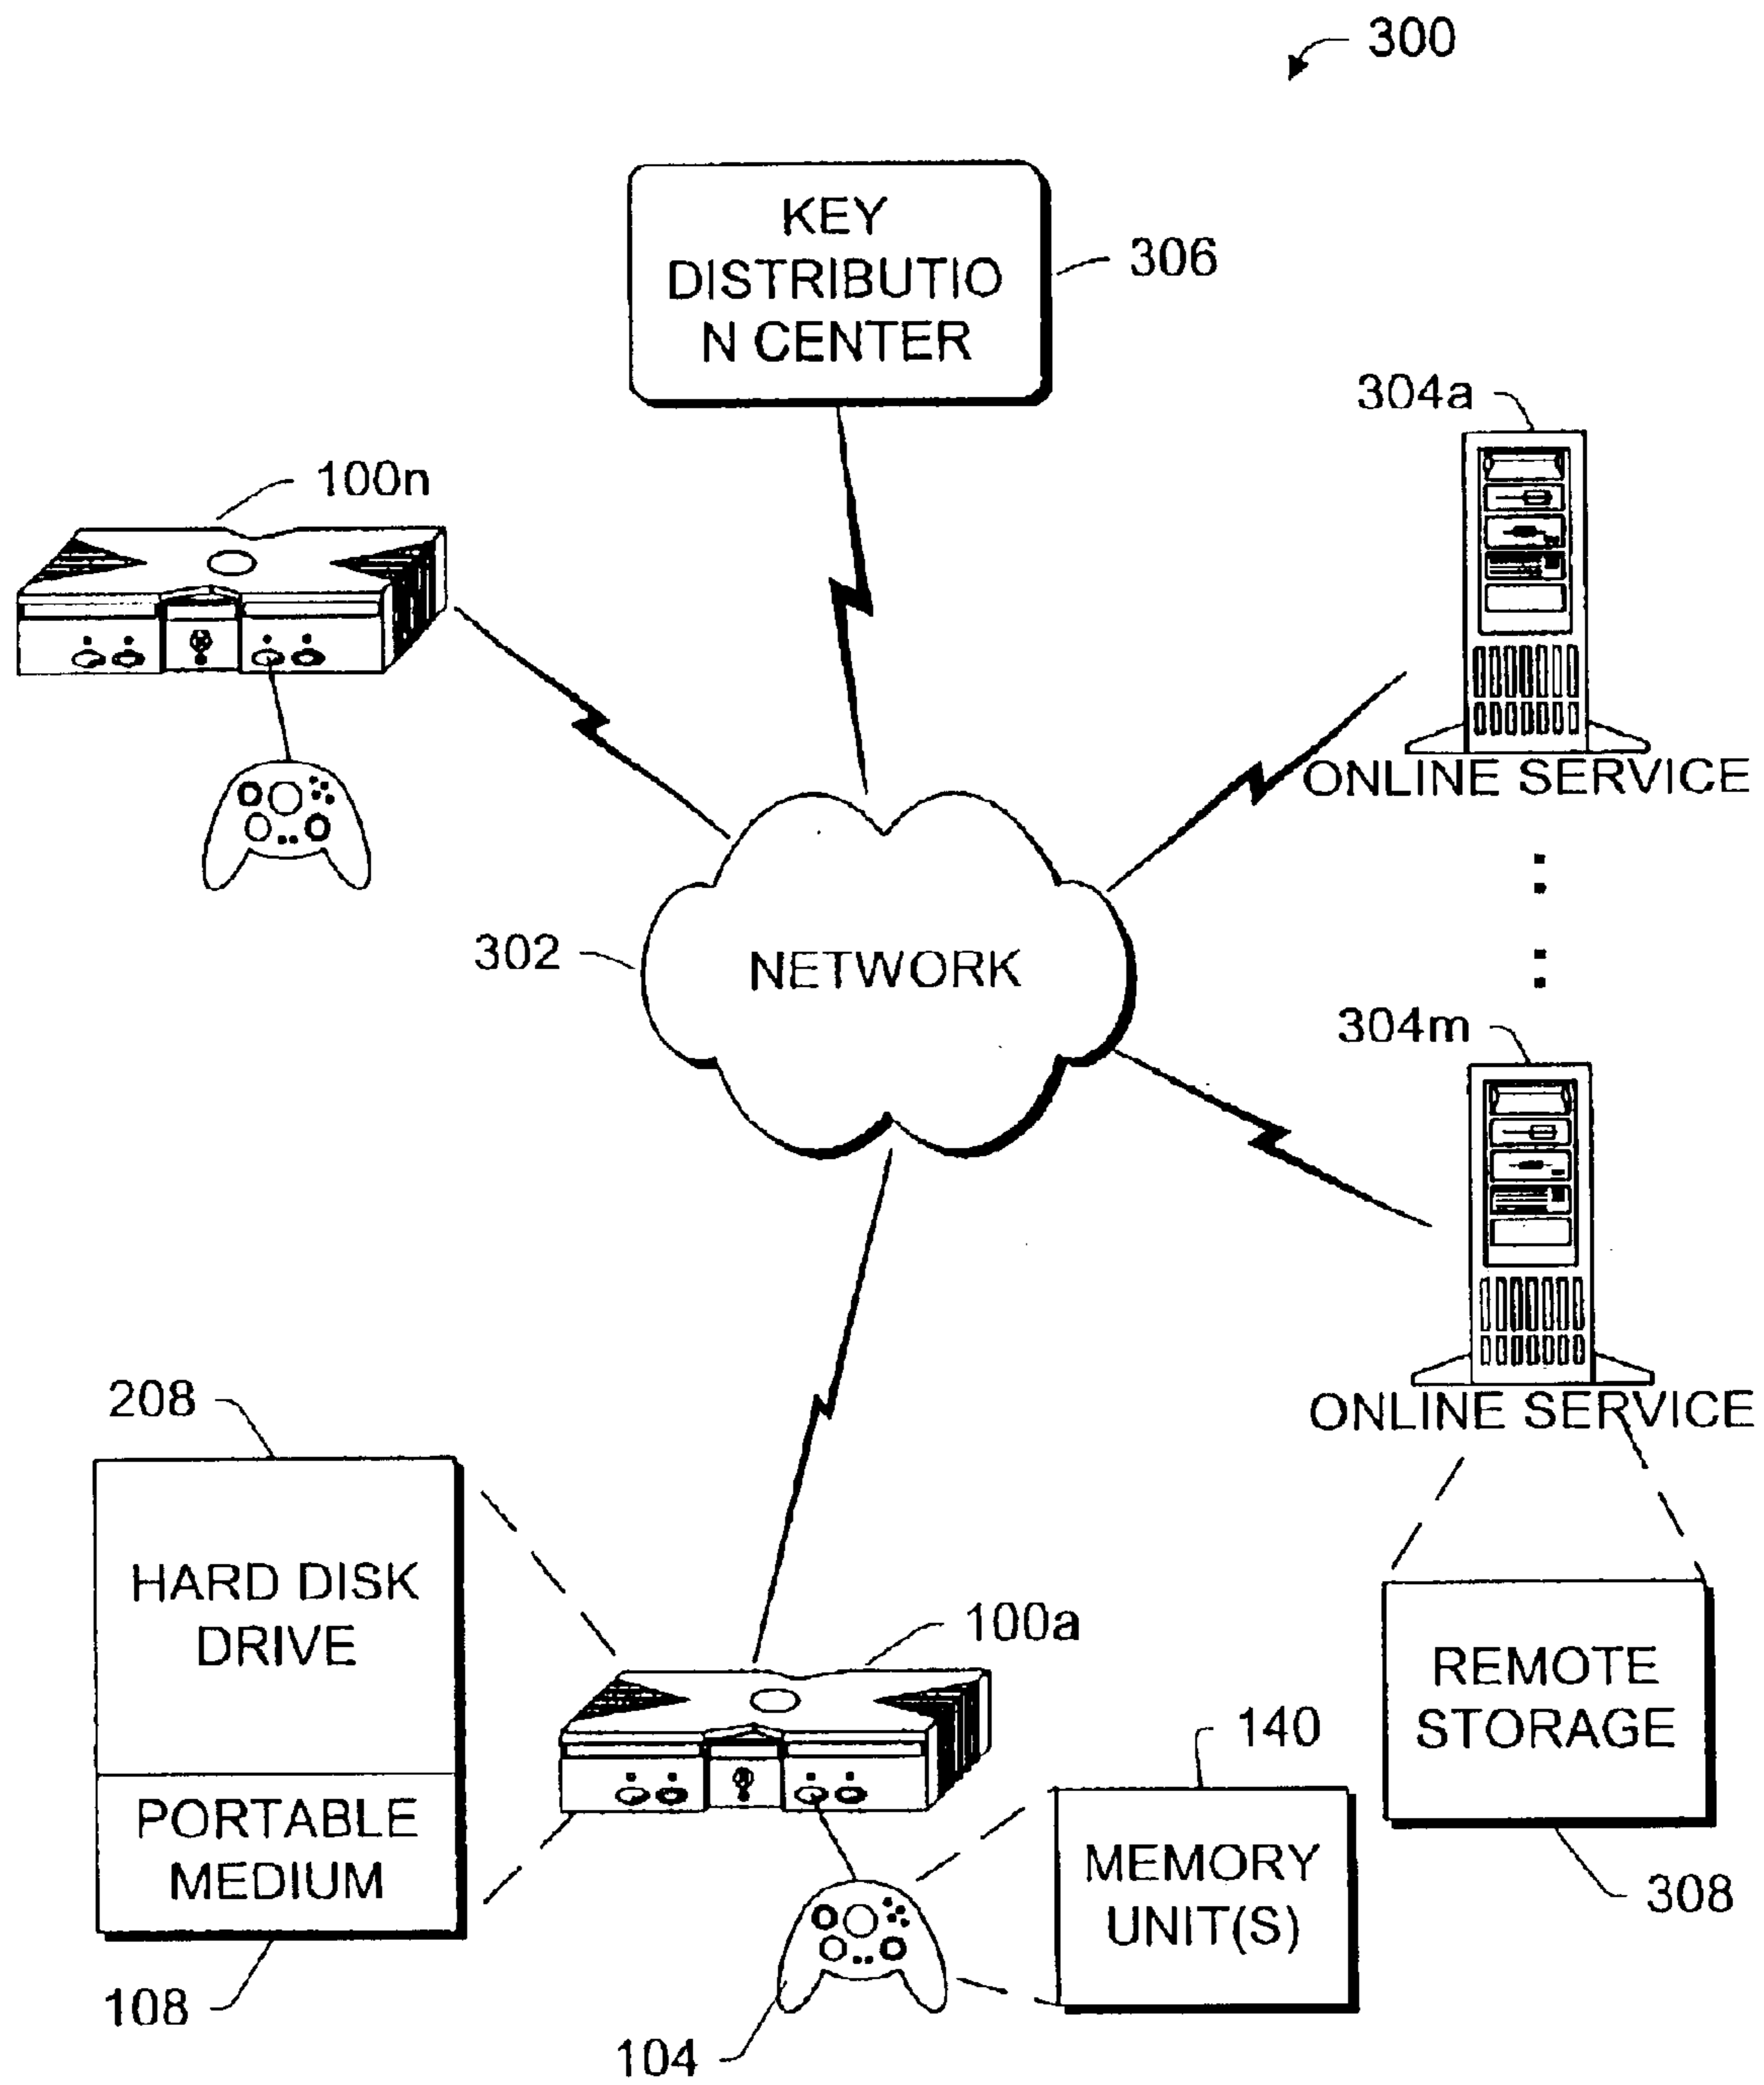 300
KEY
DISTRIBUTIO
N CENTER
306
304a
100n
ONLINE SERVICE
302
NETWORK
304m
208
ONLINE SERVICE
HARD DISK
DRIVE
100a
REMOTE
STORAGE
140
PORTABLE
MEDIUM
MEMORY
UNIT(S)
308
108
104